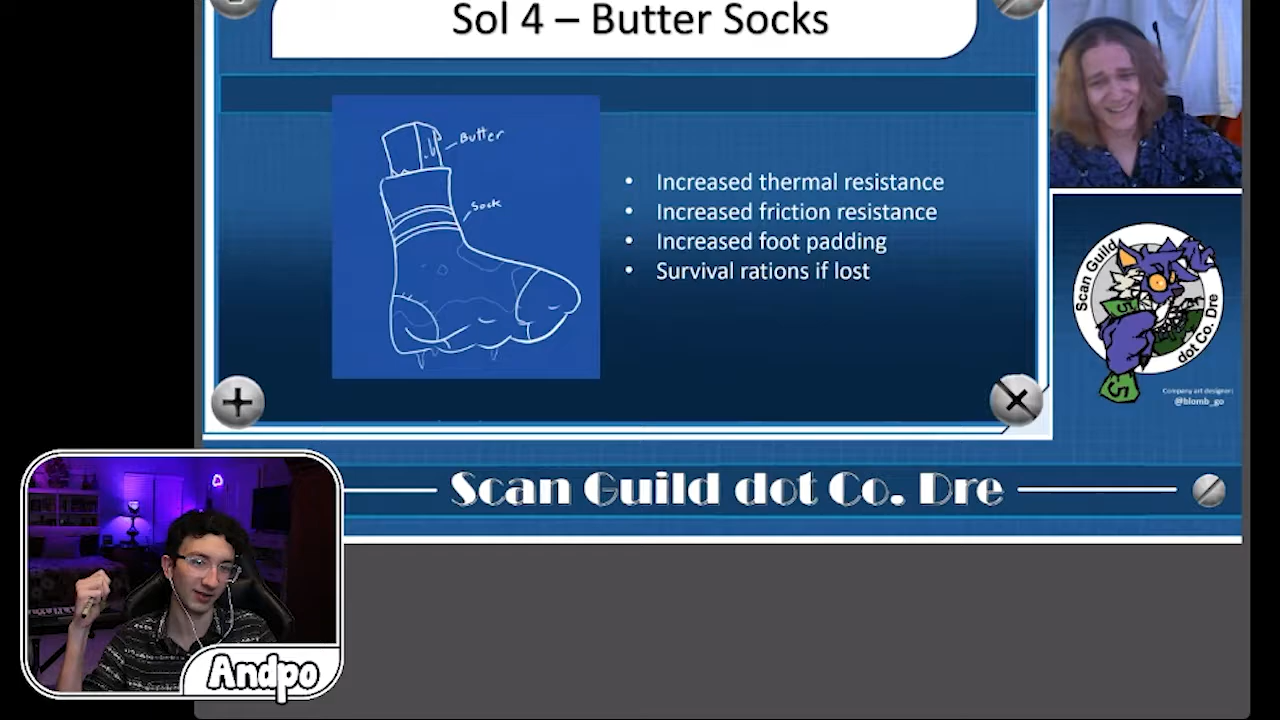 Sol 4 – Butter Socks
Butter
Sock
• Increased thermal resistance
• Increased friction resistance
• Increased foot padding
• Survival rations if lost
Scan Guild
dot Co. Dre
Company art designer:
@blomb_go
Scan Guild dot Co. Dre
Andpo